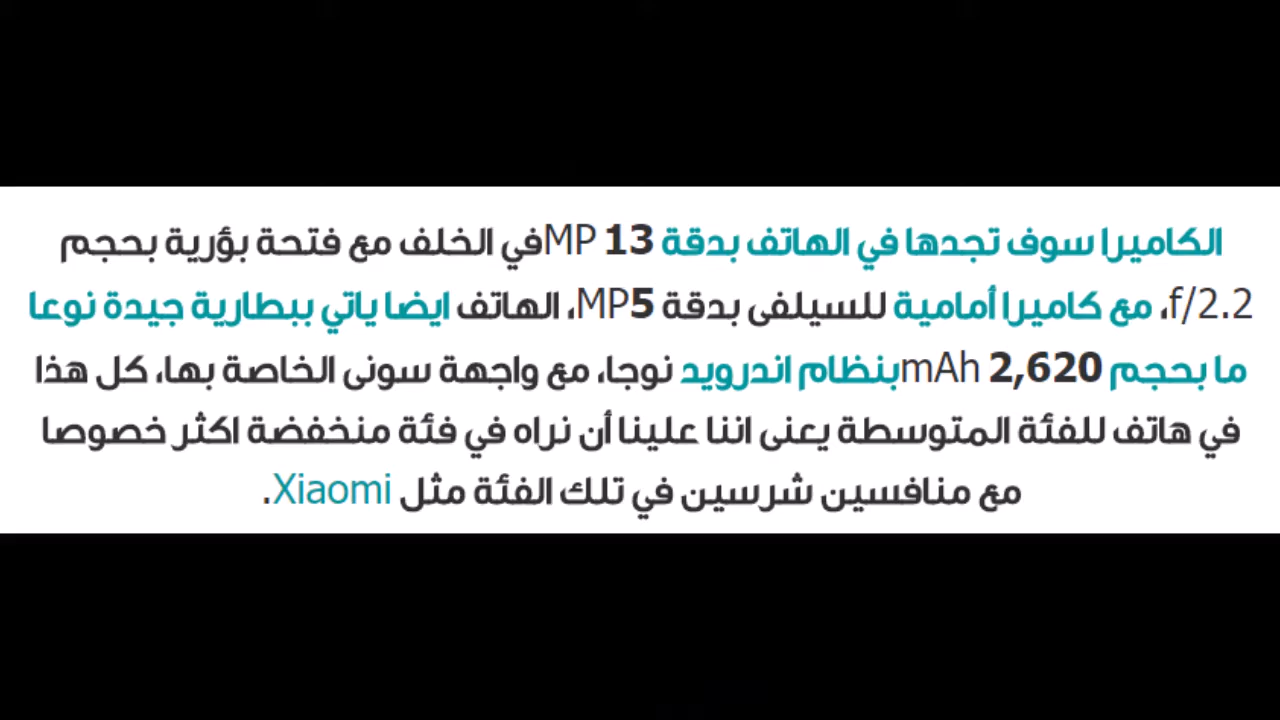 الكاميرا سوف تجدها في الهاتف بدقة 13 MPفي الخلف مع فتحة بؤرية بحجم
f/2.2، مع كاميرا أمامية للسيلفى بدقة 5MP، الهاتف ايضا ياتي ببطارية جيدة نوعا
ما بحجم 2,620 mAhبنظام اندرويد نوجا، مع واجهة سونى الخاصة بها، كل هذا
في هاتف للفئة المتوسطة يعنى اننا علينا أن نراه في فئة منخفضة اكثر خصوصا
مع منافسين شرسين في تلك الفئة مثل Xiaomi.